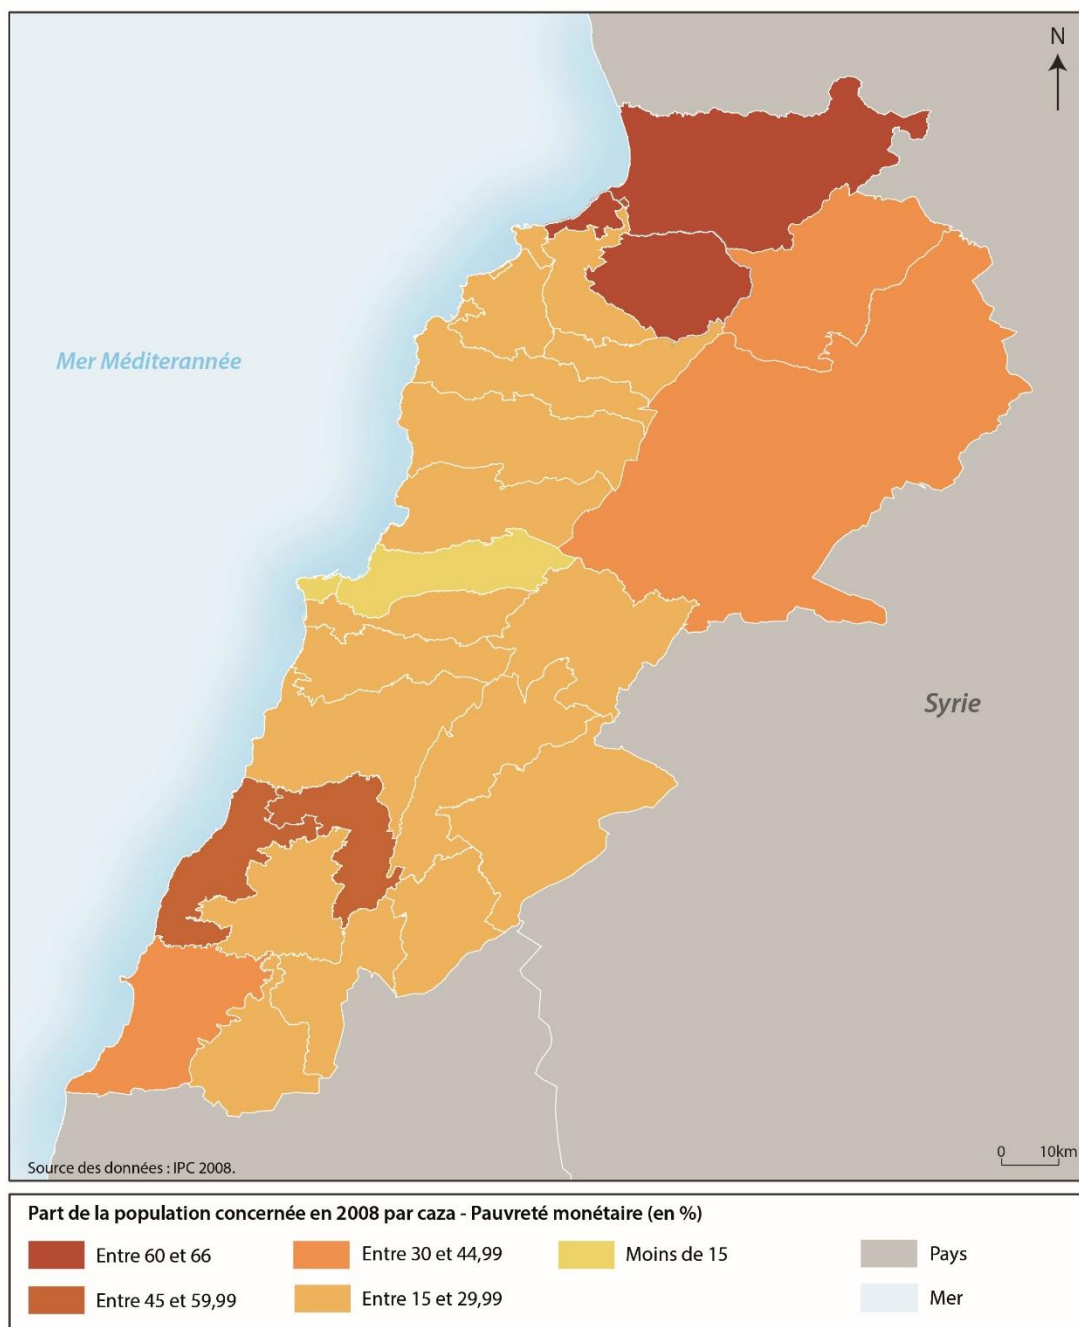 N
Mer Méditerannée
Syrie
0 10km
Source des données : IPC 2008.
Part de la population concernée en 2008 par caza - Pauvreté monétaire (en %)
Entre 60 et 66
Entre 30 et 44,99
Moins de 15
Pays
Entre 45 et 59,99
Entre 15 et 29,99
Mer